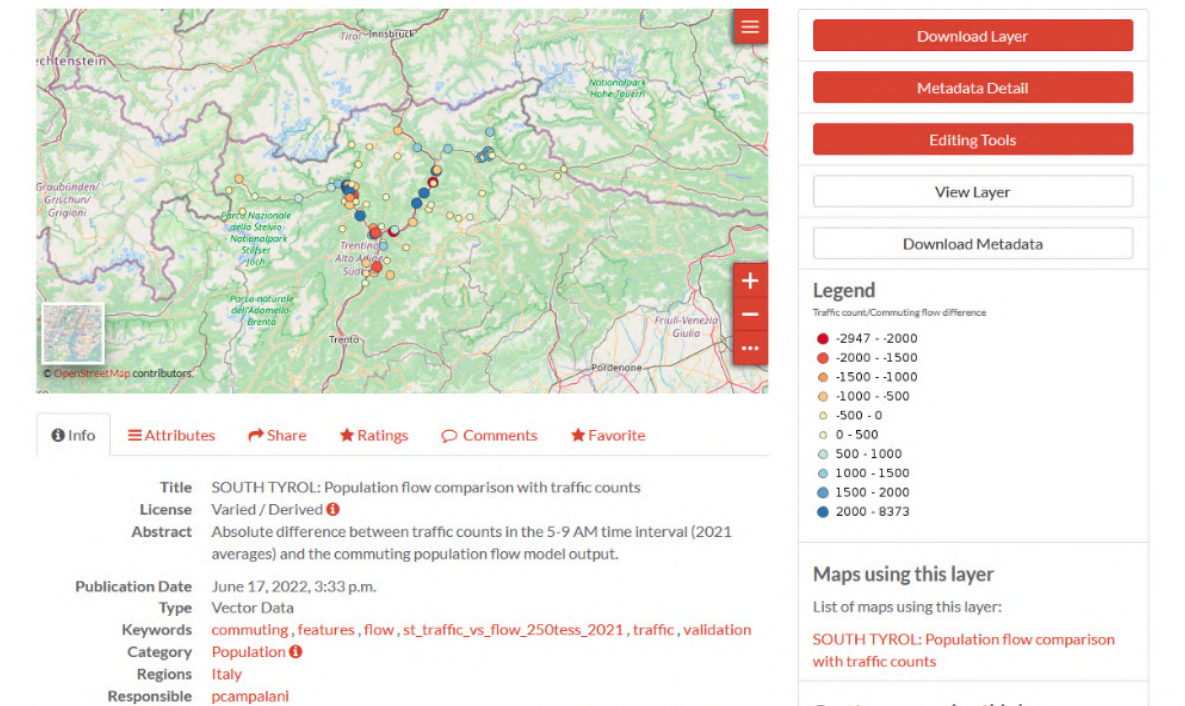 Tirol
Innsbruck
echtenstein
Nationalpark
Hohe Tauern
Graubünden/
Grischun/
Grigioni
Parco Nazionale
dello Stelvio
- Nationalpark
Stilfser
Joch
Trentino
Alto Adige
Süd
Parco naturale
dell'Adamello
Brenta
Trento
Friuli-Venezia
Giulia
Pordenone
© OpenStreetMap contributors.
Info
Attributes
Share
Ratings
Comments
Favorite
Title SOUTH TYROL: Population flow comparison with traffic counts
License Varied / Derived
Abstract Absolute difference between traffic counts in the 5-9 AM time interval (2021
averages) and the commuting population flow model output.
Publication Date June 17, 2022, 3:33 p.m.
Type Vector Data
Keywords commuting , features , flow , st_traffic_vs_flow_250tess_2021 , traffic , validation
Category Population
Regions Italy
Responsible pcampalani
Download Layer
Metadata Detail
Editing Tools
View Layer
Download Metadata
Legend
Traffic count/Commuting flow difference
-2947 - -2000
-2000 - -1500
-1500 - -1000
-1000 - -500
-500 - 0
0 - 500
500 - 1000
1000 - 1500
1500 - 2000
2000 - 8373
Maps using this layer
List of maps using this layer:
SOUTH TYROL: Population flow comparison
with traffic counts